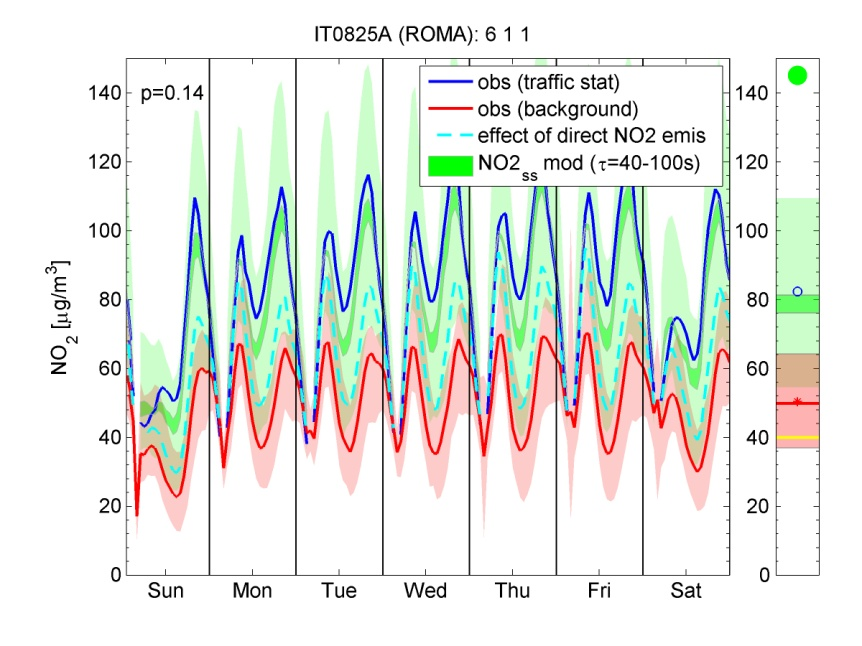 IT0825A (ROMA): 6 1 1
p=0.14
obs (traffic stat)
obs (background)
effect of direct NO2 emis
NO2ss mod (τ=40-100s)
NO2 [µg/m³]
140 140
120 120
100 100
80 80
60 60
40 40
20 20
0 0
Sun Mon Tue Wed Thu Fri Sat